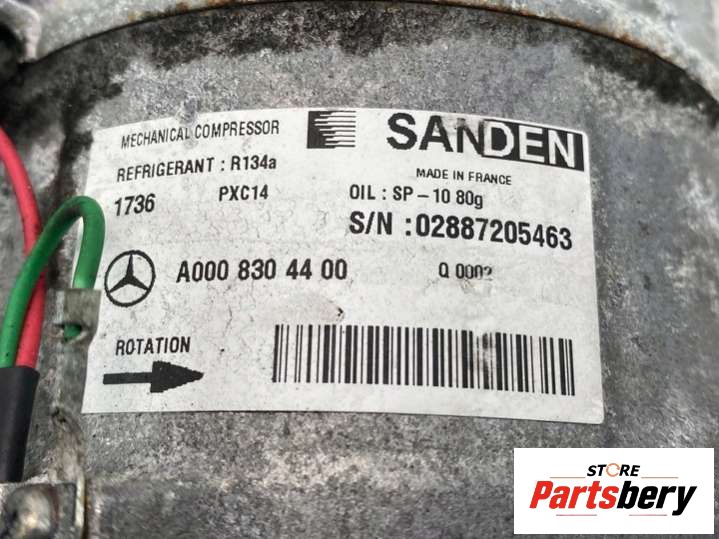 MECHANICAL COMPRESSOR
SANDEN
REFRIGERANT : R134a
MADE IN FRANCE
1736 PXC14
OIL : SP - 10 80g
S/N : 02887205463
A000 830 44 00
Q 0002
ROTATION
STORE
Partsbery